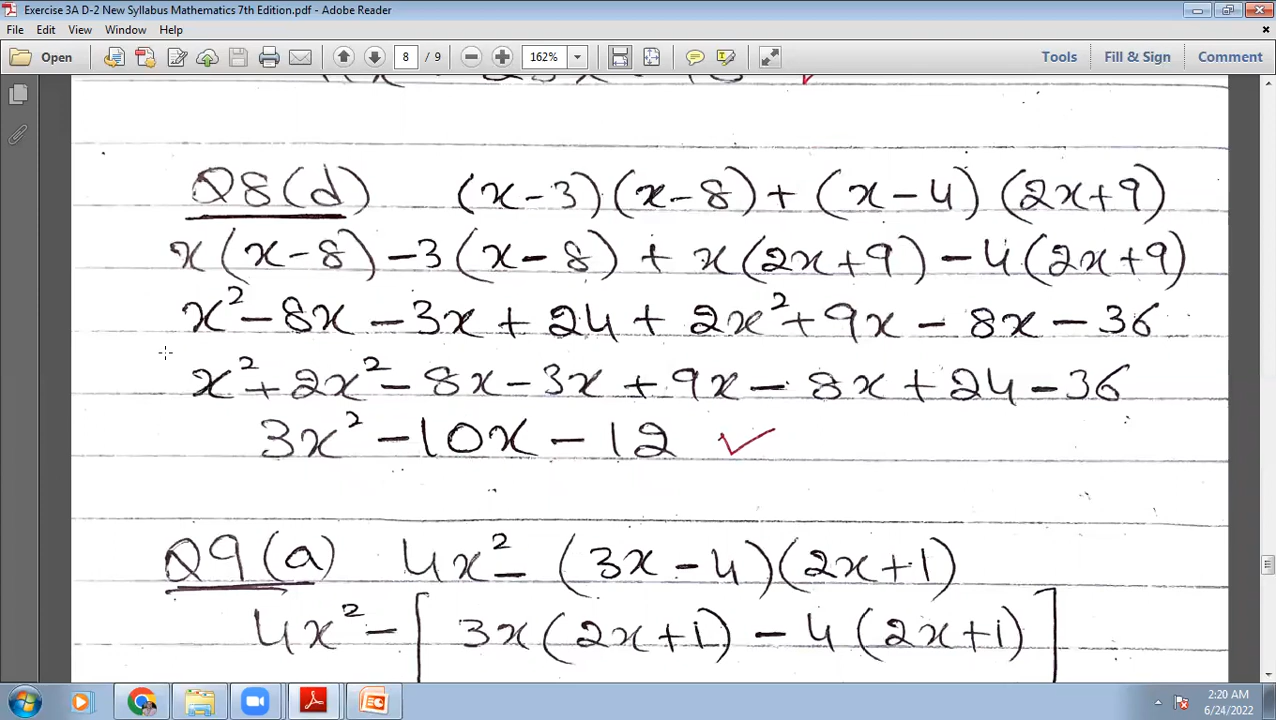 Exercise 3A D-2 New Syllabus Mathematics 7th Edition.pdf - Adobe Reader
File Edit View Window Help
Open 8 / 9 162% Tools Fill & Sign Comment
Q8(d) (x-3)(x-8)+(x-4)(2x+9)
x(x-8)-3(x-8)+x(2x+9)-4(2x+9)
x²-8x-3x+24+2x²+9x-8x-36
x²+2x²-8x-3x+9x-8x+24-36
3x²-10x-12 ✓
Q9(a) 4x²-(3x-4)(2x+1)
4x²-[3x(2x+1)-4(2x+1)]
2:20 AM
6/24/2022